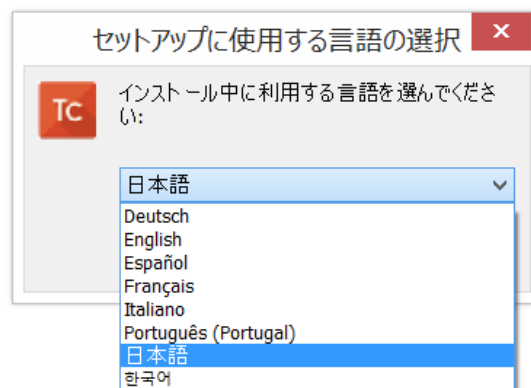 セットアップに使用する言語の選択
TC
インストール中に利用する言語を選んでくださ
い:
日本語
Deutsch
English
Español
Français
Italiano
Português (Portugal)
日本語
한국어